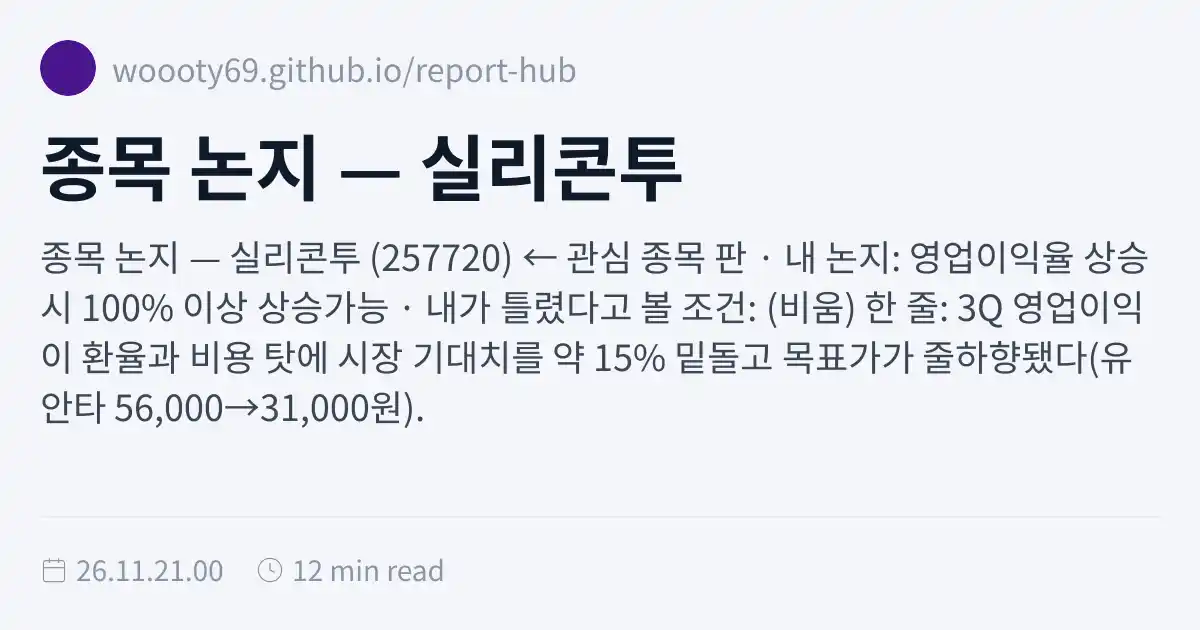 woooty69.github.io/report-hub
종목 논지 — 실리콘투
종목 논지 — 실리콘투 (257720) ← 관심 종목 판 · 내 논지: 영업이익율 상승
시 100% 이상 상승가능 · 내가 틀렸다고 볼 조건: (비움) 한 줄: 3Q 영업이익
이 환율과 비용 탓에 시장 기대치를 약 15% 밑돌고 목표가가 줄하향됐다(유
안타 56,000→31,000원).
26.11.21.00
12 min read